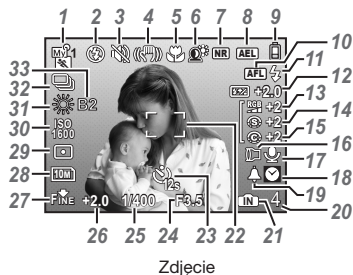 1 2 3 4 5 6 7 8 9
M 1 NR AEL
10
AFL 11
33 +2.0 12
32 B2 13
31 RGB +2 14
S +2 15
30 ISO 1600 C +2 16
29 17
28 10M 12s 18
19
27 FINE +2.0 1/400 F3.5 IN 4 20
26 25 24 23 22 21
Zdjęcie